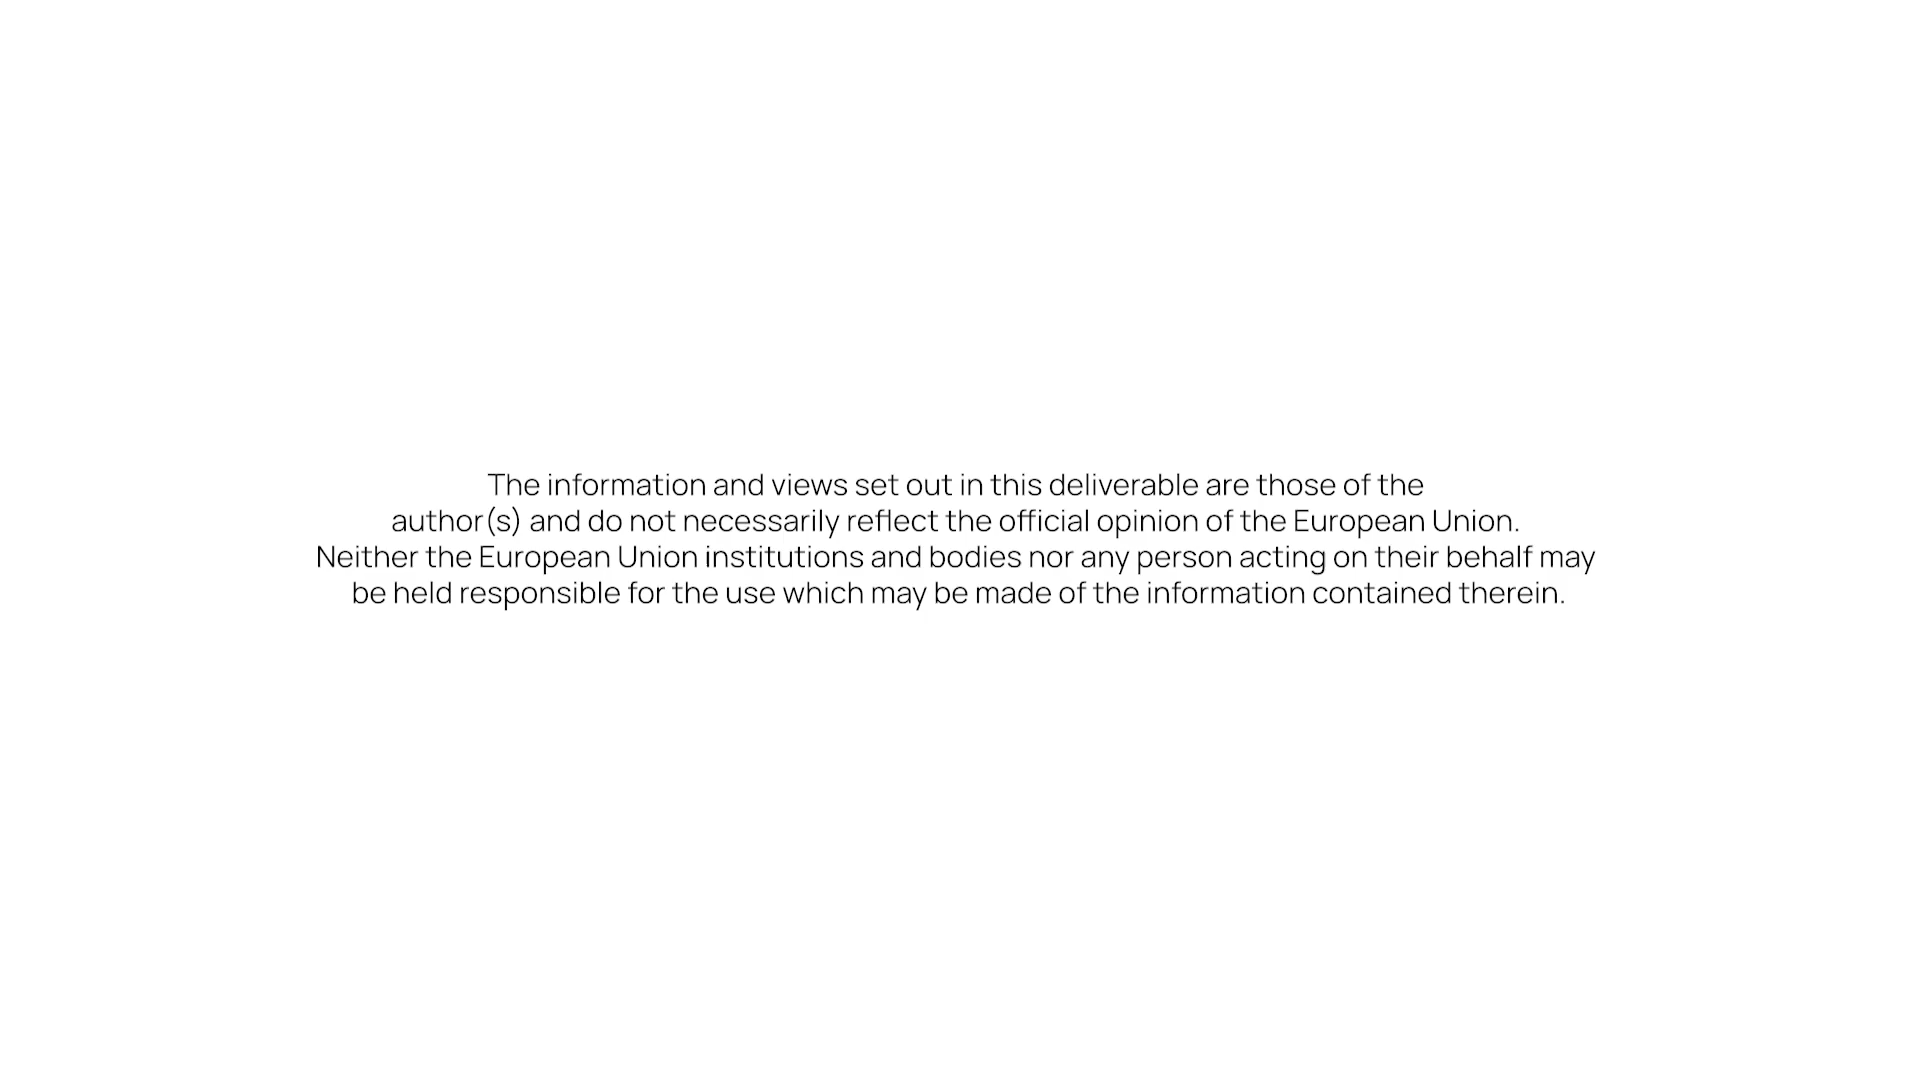 The information and views set out in this deliverable are those of the
author(s) and do not necessarily reflect the official opinion of the European Union.
Neither the European Union institutions and bodies nor any person acting on their behalf may
be held responsible for the use which may be made of the information contained therein.